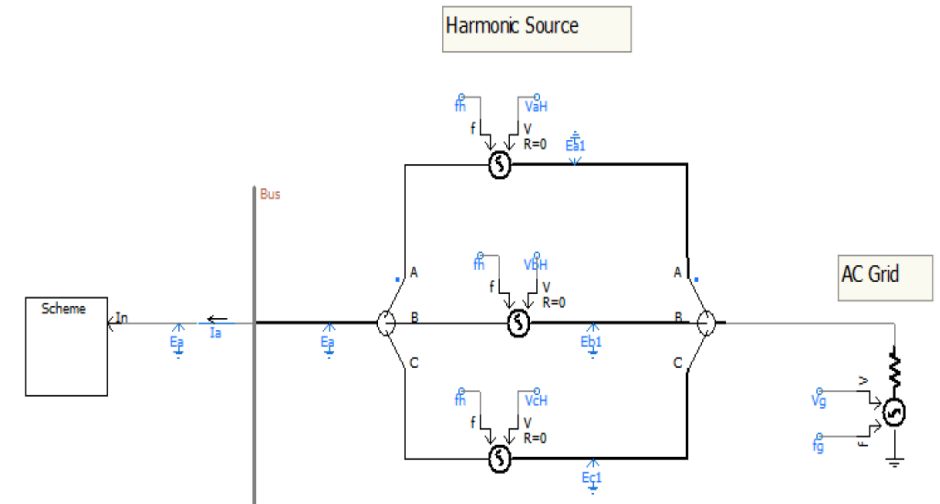 Harmonic Source
fh
VaH
f
V
R=0
Ea1
Bus
fh
VbH
f
V
R=0
A
A
AC Grid
Scheme
In
Ia
B
B
Ea
Ea
Eb1
C
C
fh
VcH
f
V
R=0
Vg
V
fg
f
Ec1